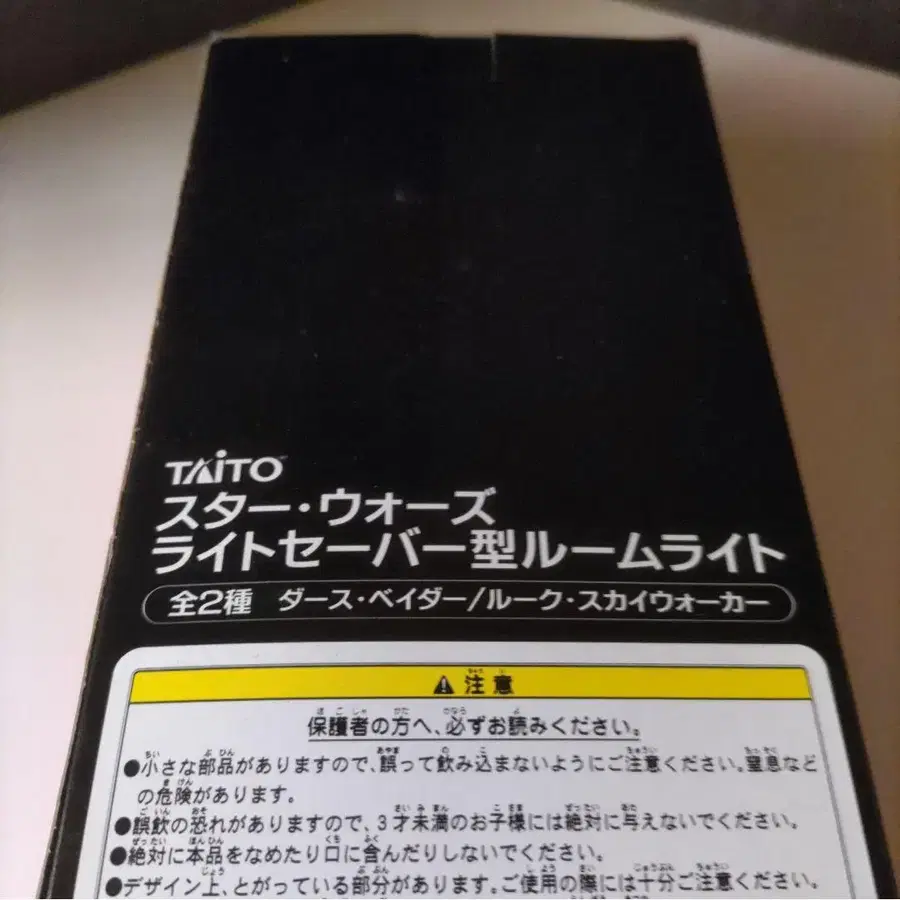 TAITO
スター・ウォーズ
ライトセーバー型ルームライト
全2種 ダース・ベイダー/ルーク・スカイウォーカー
⚠注意
保護者の方へ、必ずお読みください。
●小さな部品がありますので、誤って飲み込まないようにご注意ください。窒息など
の危険があります。
●誤飲の恐れがありますので、3才未満のお子様には絶対に与えないでください。
●絶対に本品をなめたり口に含んだりしないでください。
●デザイン上、とがっている部分があります。ご使用の際には十分ご注意ください。